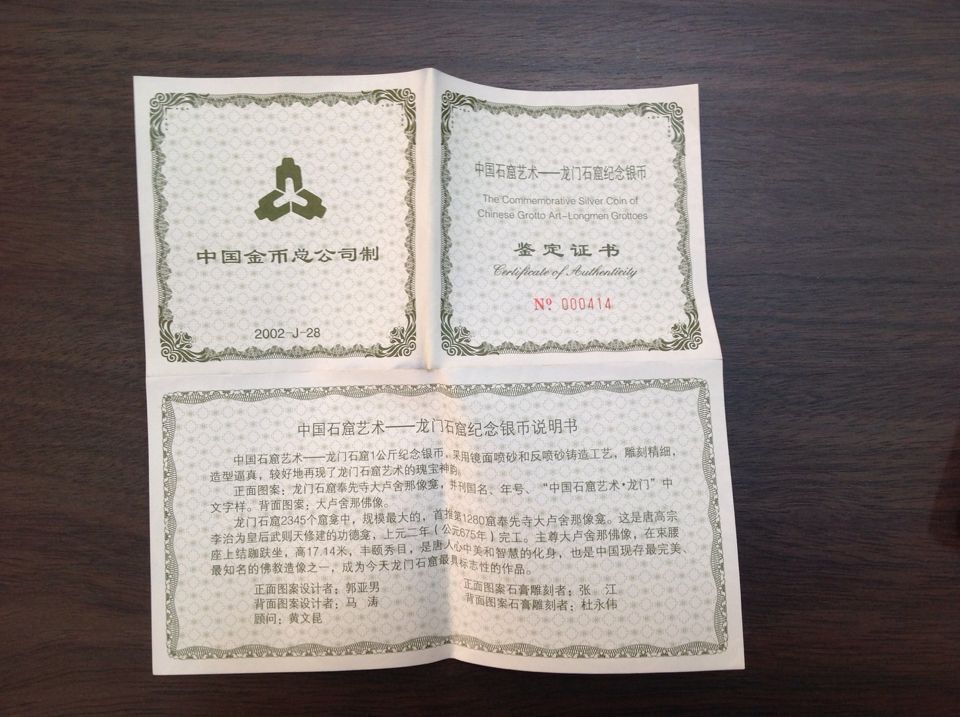 中国金币总公司制
2002-J-28
中国石窟艺术——龙门石窟纪念银币
The Commemorative Silver Coin of
Chinese Grotto Art-Longmen Grottoes
鉴定证书
Certificate of Authenticity
Nº 000414
中国石窟艺术——龙门石窟纪念银币说明书
中国石窟艺术——龙门石窟1公斤纪念银币，采用镜面喷砂和反喷砂铸造工艺，雕刻精细，
造型逼真，较好地再现了龙门石窟艺术的瑰宝神韵。
正面图案：龙门石窟奉先寺大卢舍那佛像龛，并刊国名、年号、“中国石窟艺术·龙门”中
文字样。背面图案：大卢舍那佛像。
龙门石窟2345个窟龛中，规模最大的，首推第1280窟奉先寺大卢舍那像龛。这是唐高宗
李治为皇后武则天修建的功德龛，上元二年（公元675年）完工。主尊大卢舍那佛像，在束腰
座上结跏趺坐，高17.14米，丰颐秀目，是唐人心中美和智慧的化身，也是中国现存最完美、
最知名的佛教造像之一，成为今天龙门石窟最具标志性的作品。
正面图案设计者：郭亚男
正面图案石膏雕刻者：张 江
背面图案设计者：马 涛
背面图案石膏雕刻者：杜永伟
顾问：黄文昆